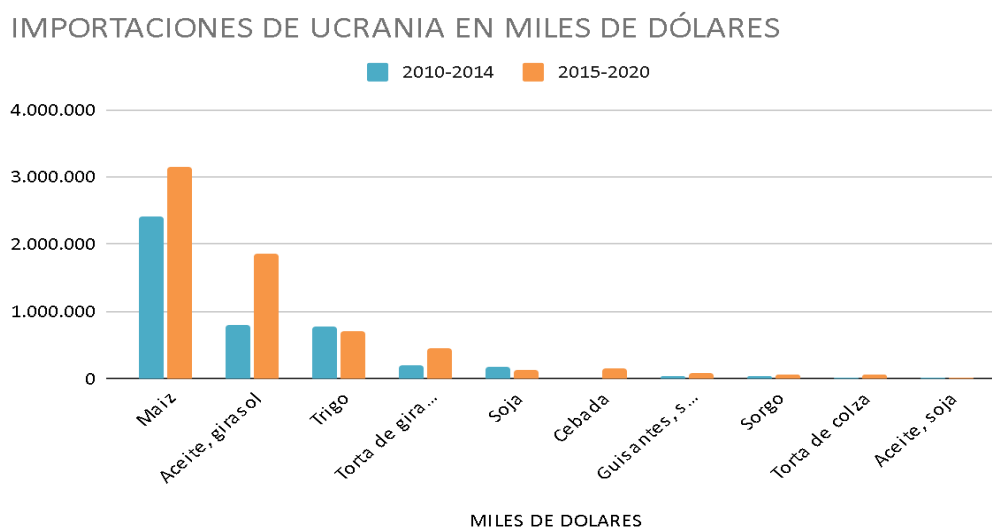 IMPORTACIONES DE UCRANIA EN MILES DE DÓLARES
2010-2014
2015-2020
4.000.000
3.000.000
2.000.000
1.000.000
0
Maiz
Aceite, girasol
Trigo
Torta de gira...
Soja
Cebada
Guisantes, s...
Sorgo
Torta de colza
Aceite, soja
MILES DE DOLARES